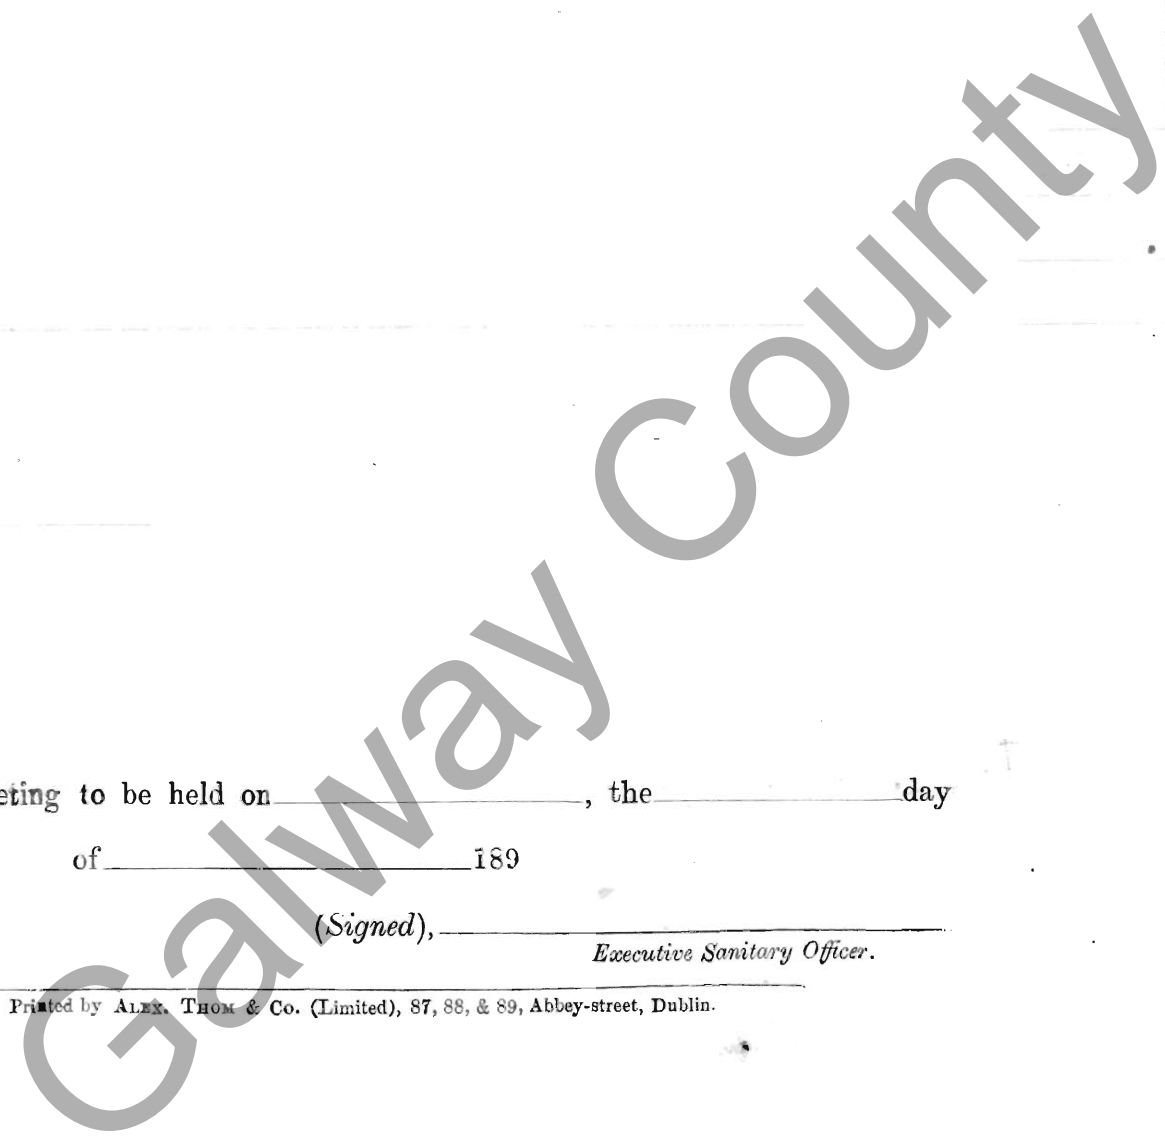 eting to be held on , the day
of 189
(Signed),
Executive Sanitary Officer.
Printed by ALEX. THOM & Co. (Limited), 87, 88, & 89, Abbey-street, Dublin.
Galway County